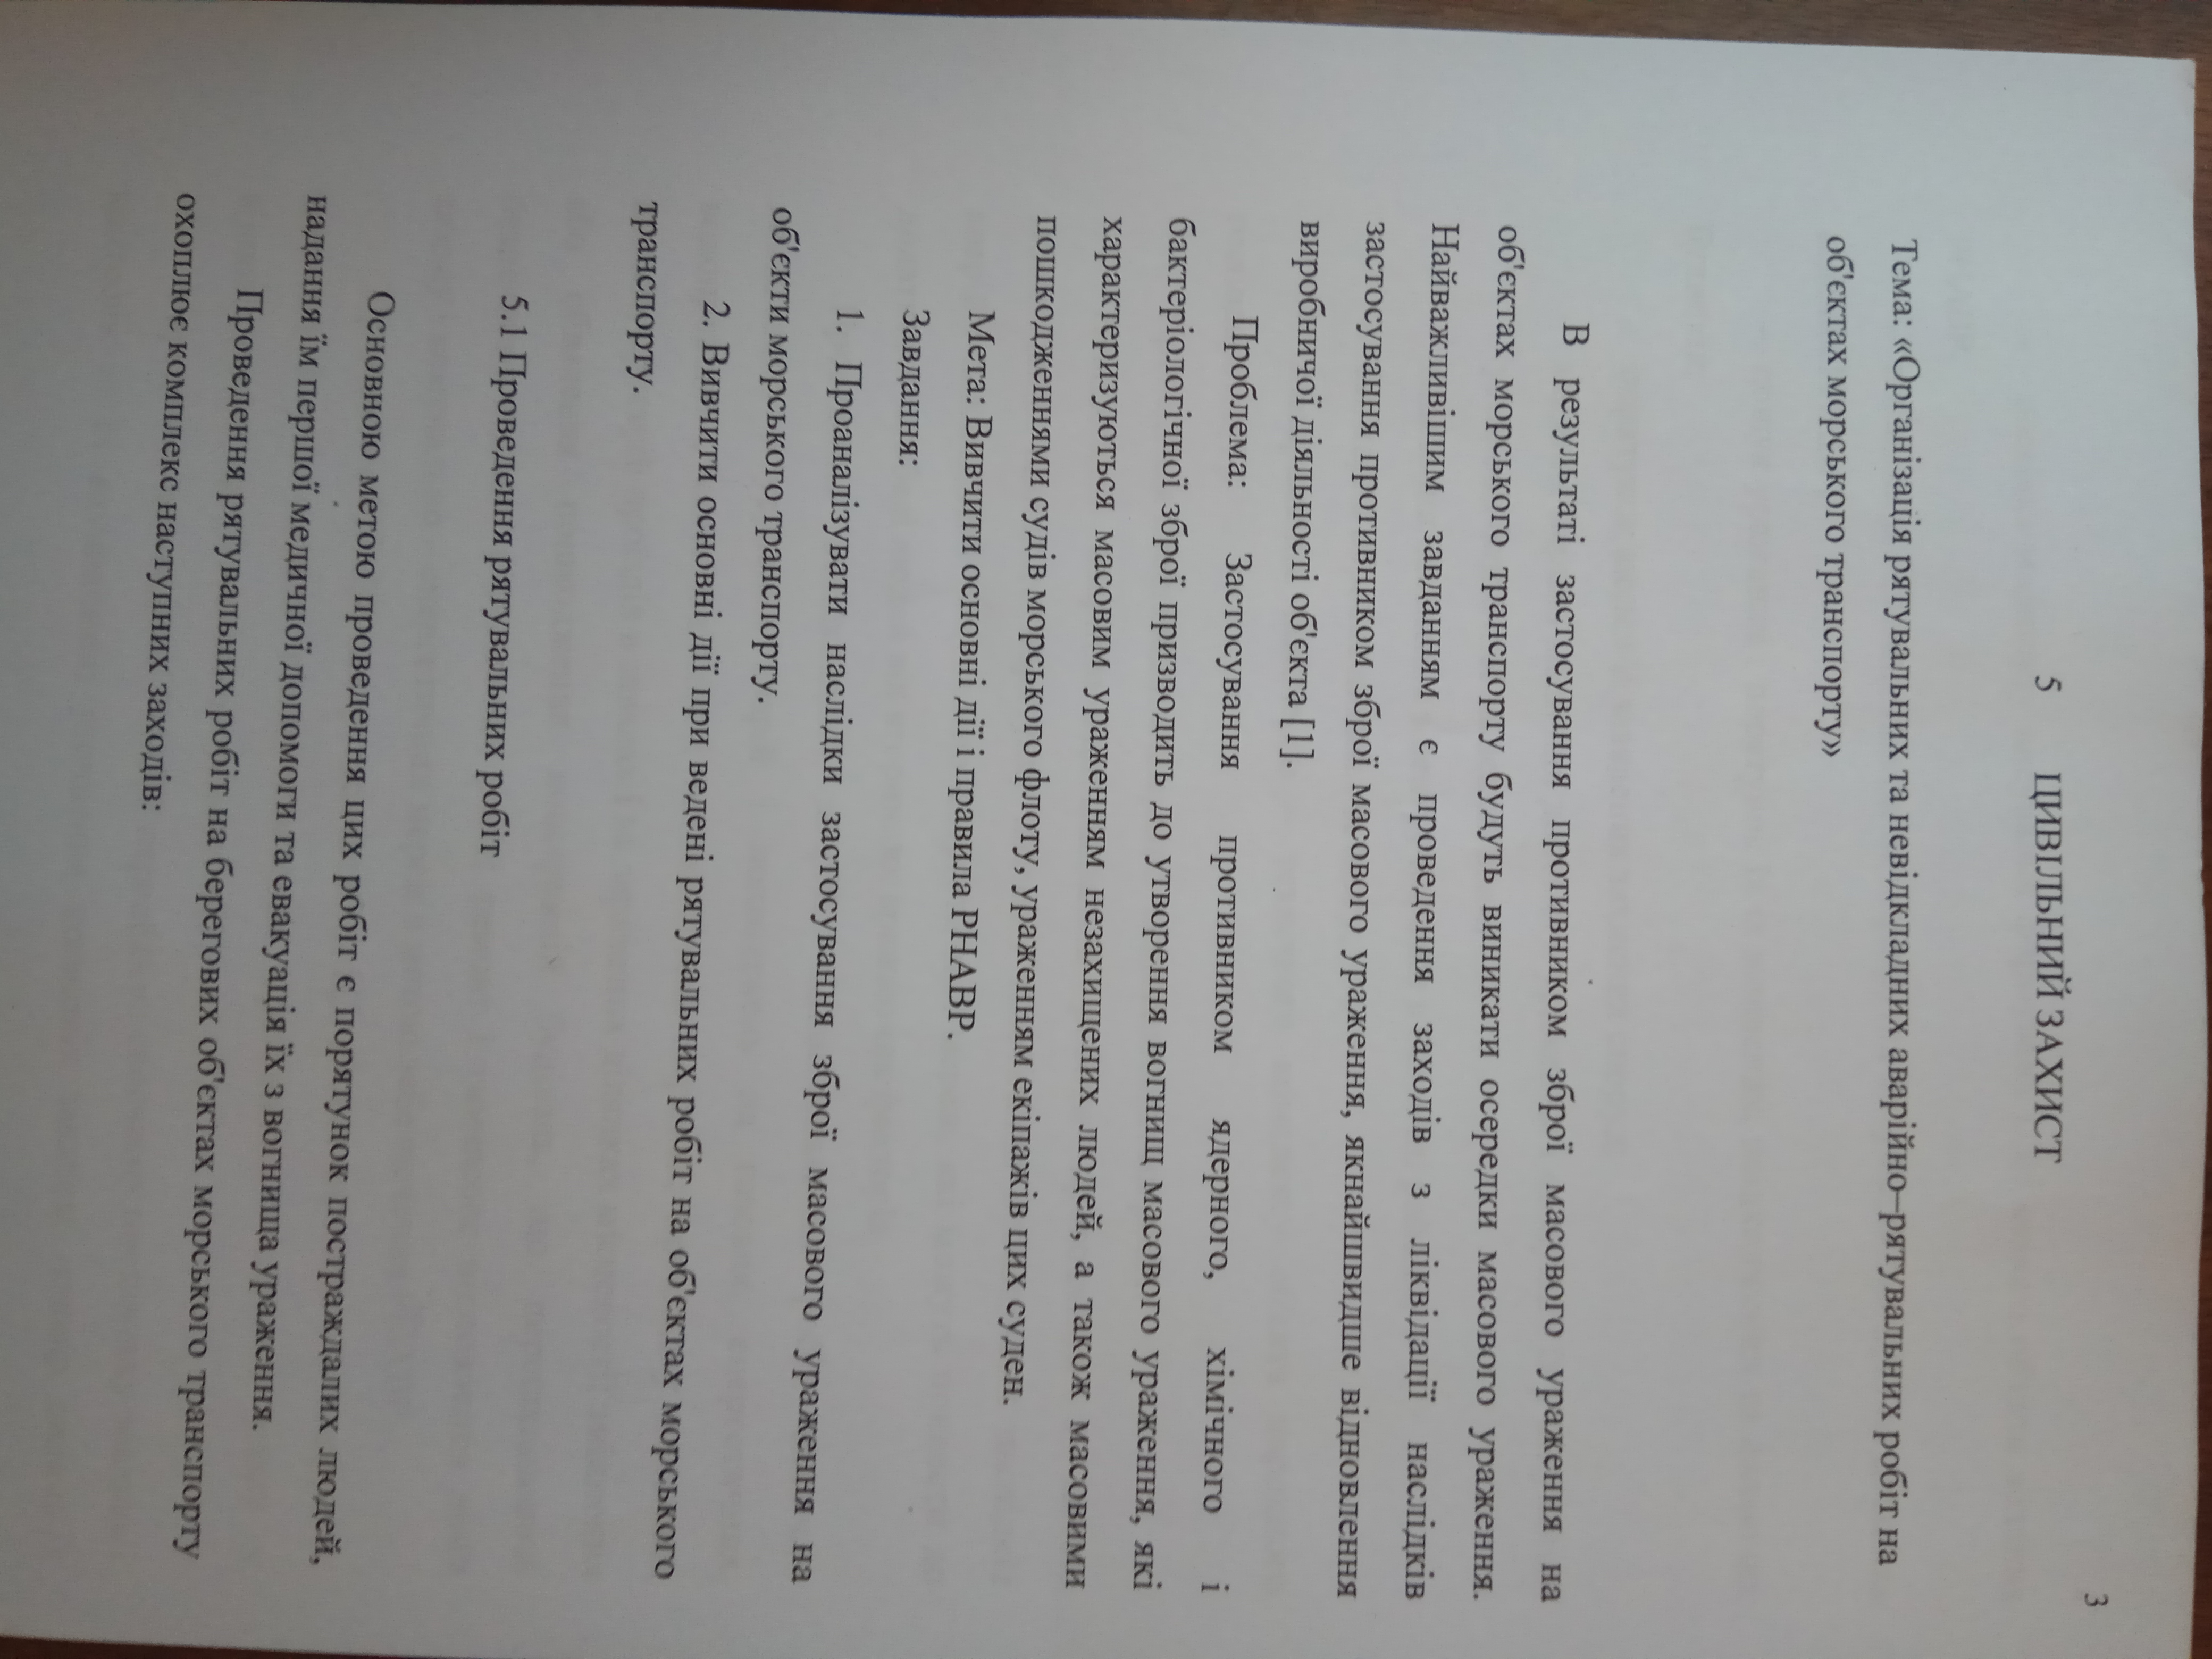 3
5 ЦИВІЛЬНИЙ ЗАХИСТ
Тема: «Організація рятувальних та невідкладних аварійно–рятувальних робіт на
об'єктах морського транспорту»
В результаті застосування противником зброї масового ураження на
об'єктах морського транспорту будуть виникати осередки масового ураження.
Найважливішим завданням є проведення заходів з ліквідації наслідків
застосування противником зброї масового ураження, якнайшвидше відновлення
виробничої діяльності об'єкта [1].
Проблема: Застосування противником ядерного, хімічного і
бактеріологічної зброї призводить до утворення вогнищ масового ураження, які
характеризуються масовим ураженням незахищених людей, а також масовими
пошкодженнями судів морського флоту, ураженням екіпажів цих суден.
Мета: Вивчити основні дії і правила РНАВР.
Завдання:
1. Проаналізувати наслідки застосування зброї масового ураження на
об'єкти морського транспорту.
2. Вивчити основні дії при ведені рятувальних робіт на об'єктах морського
транспорту.
5.1 Проведення рятувальних робіт
Основною метою проведення цих робіт є порятунок постраждалих людей,
надання їм першої медичної допомоги та евакуація їх з вогнища ураження.
Проведення рятувальних робіт на берегових об'єктах морського транспорту
охоплює комплекс наступних заходів: